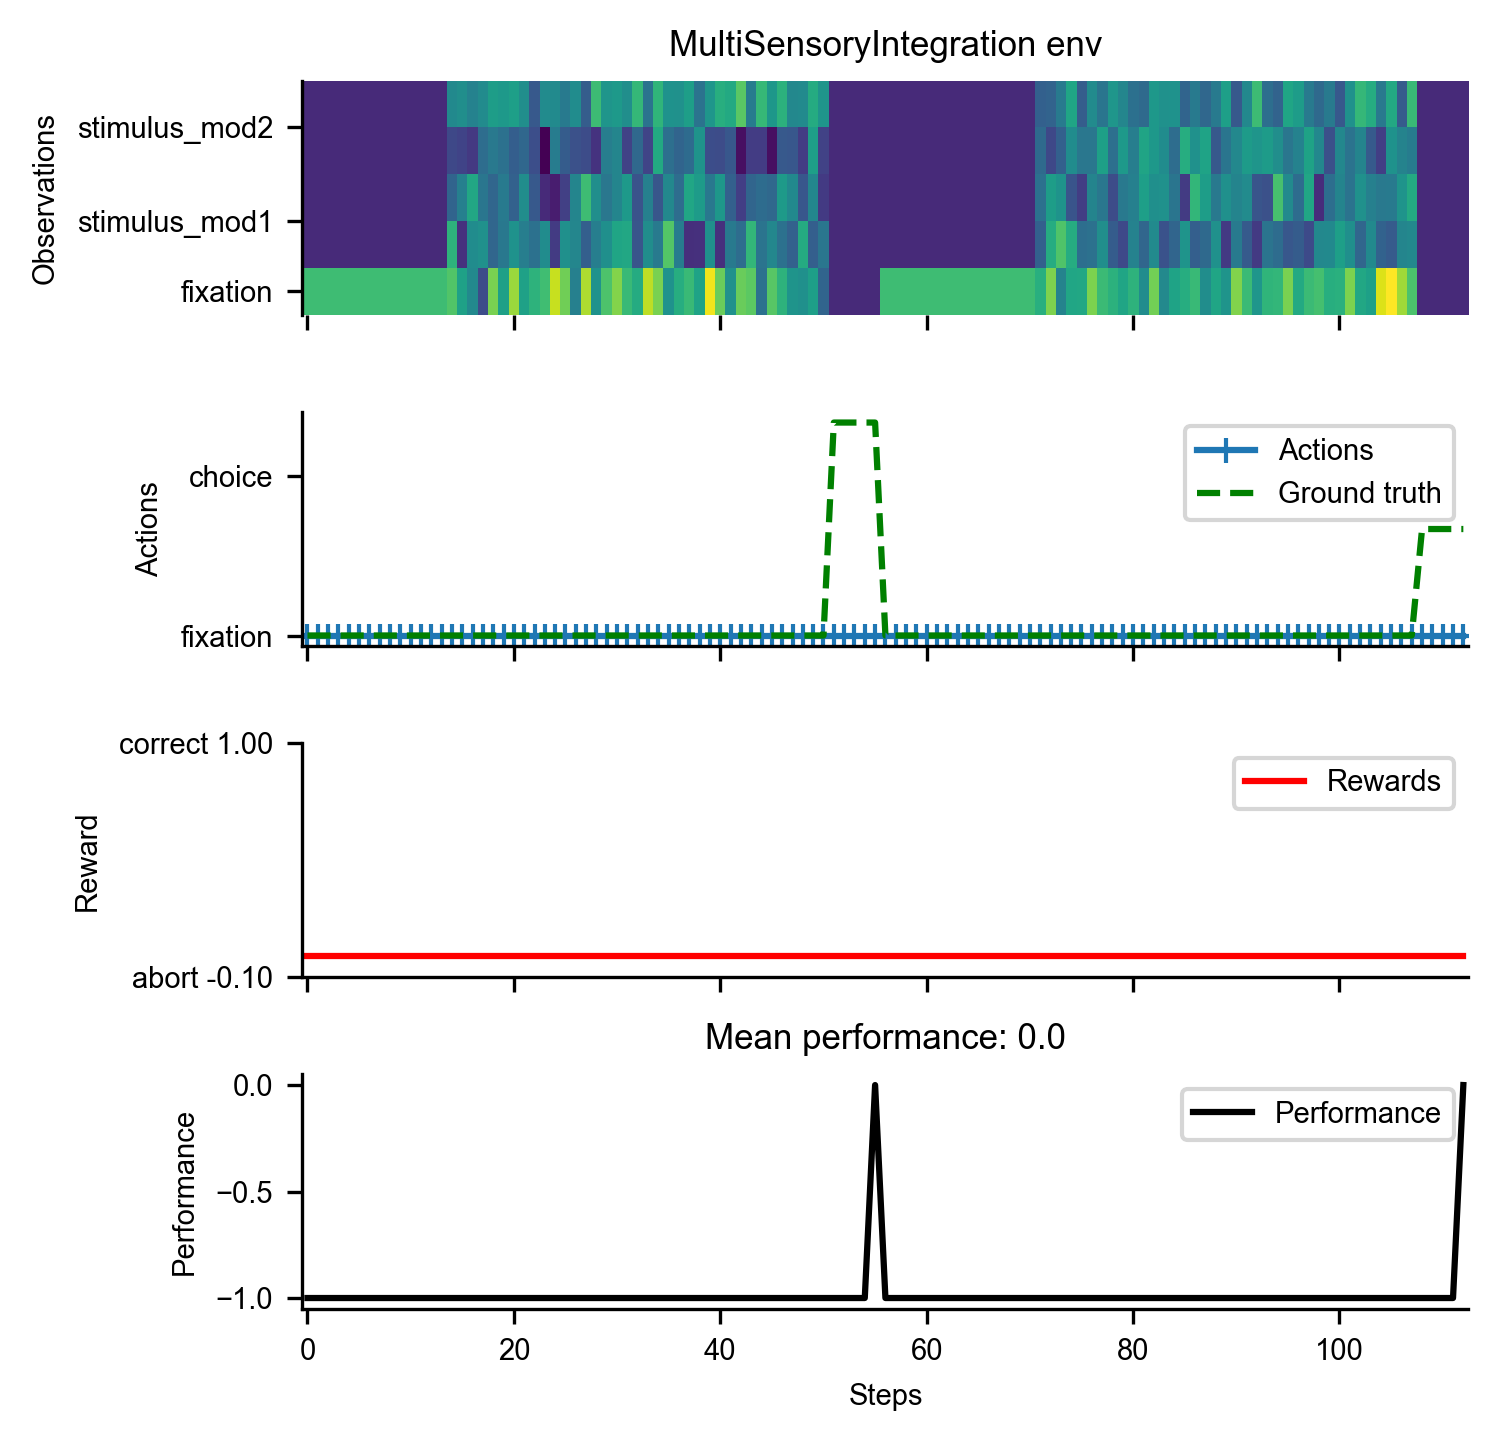 MultiSensoryIntegration env
Observations
stimulus_mod2
stimulus_mod1
fixation
Actions
choice
fixation
Actions
Ground truth
Reward
correct 1.00
abort -0.10
Rewards
Mean performance: 0.0
Performance
0.0
−0.5
−1.0
Performance
0 20 40 60 80 100
Steps